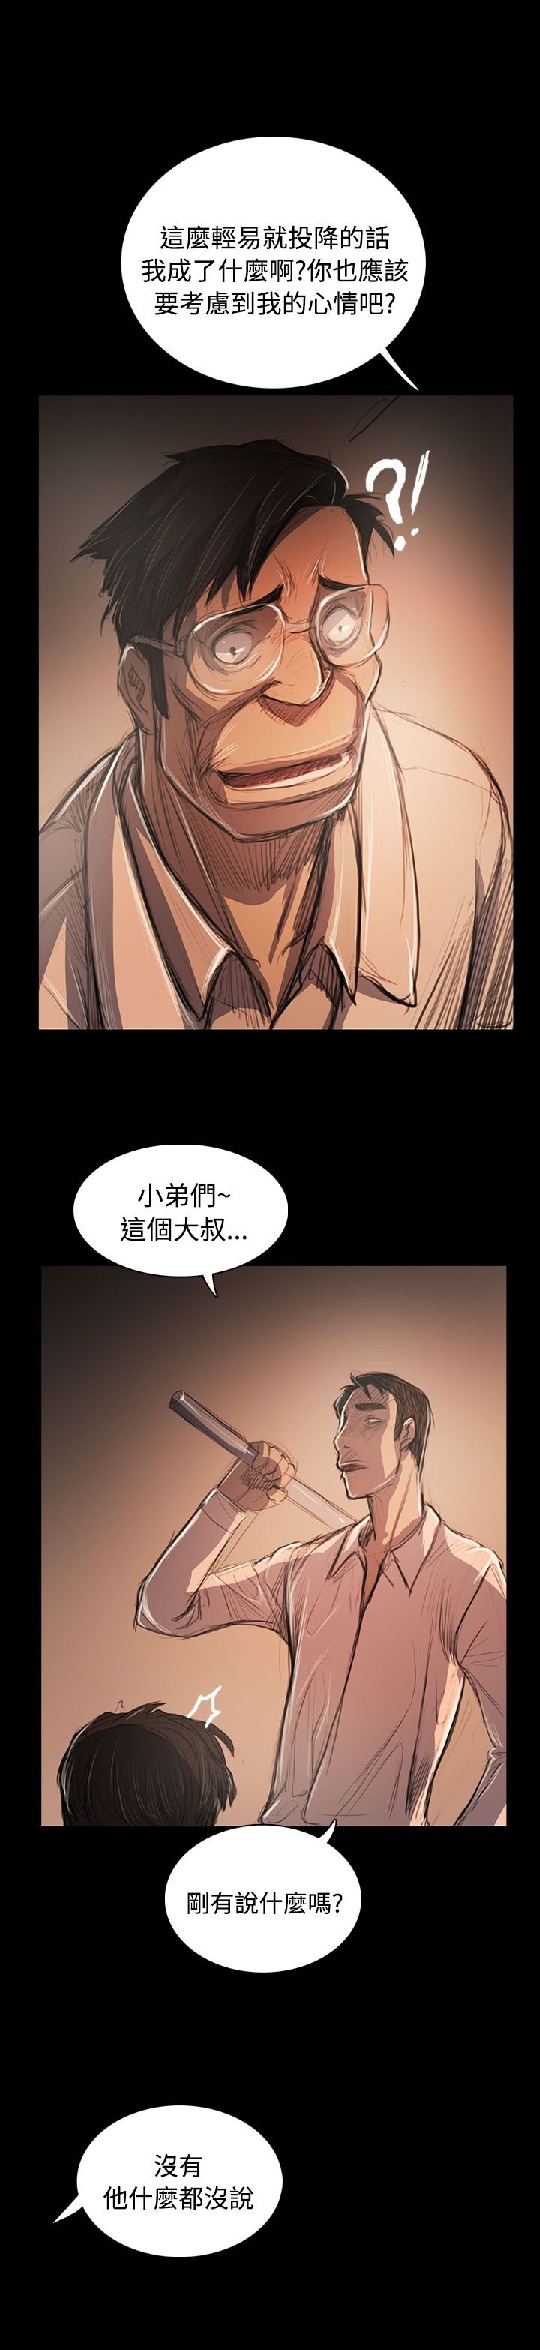 這麼輕易就投降的話
我成了什麼啊?你也應該
要考慮到我的心情吧?
?!
小弟們~
這個大叔...
剛有說什麼嗎?
沒有
他什麼都沒說